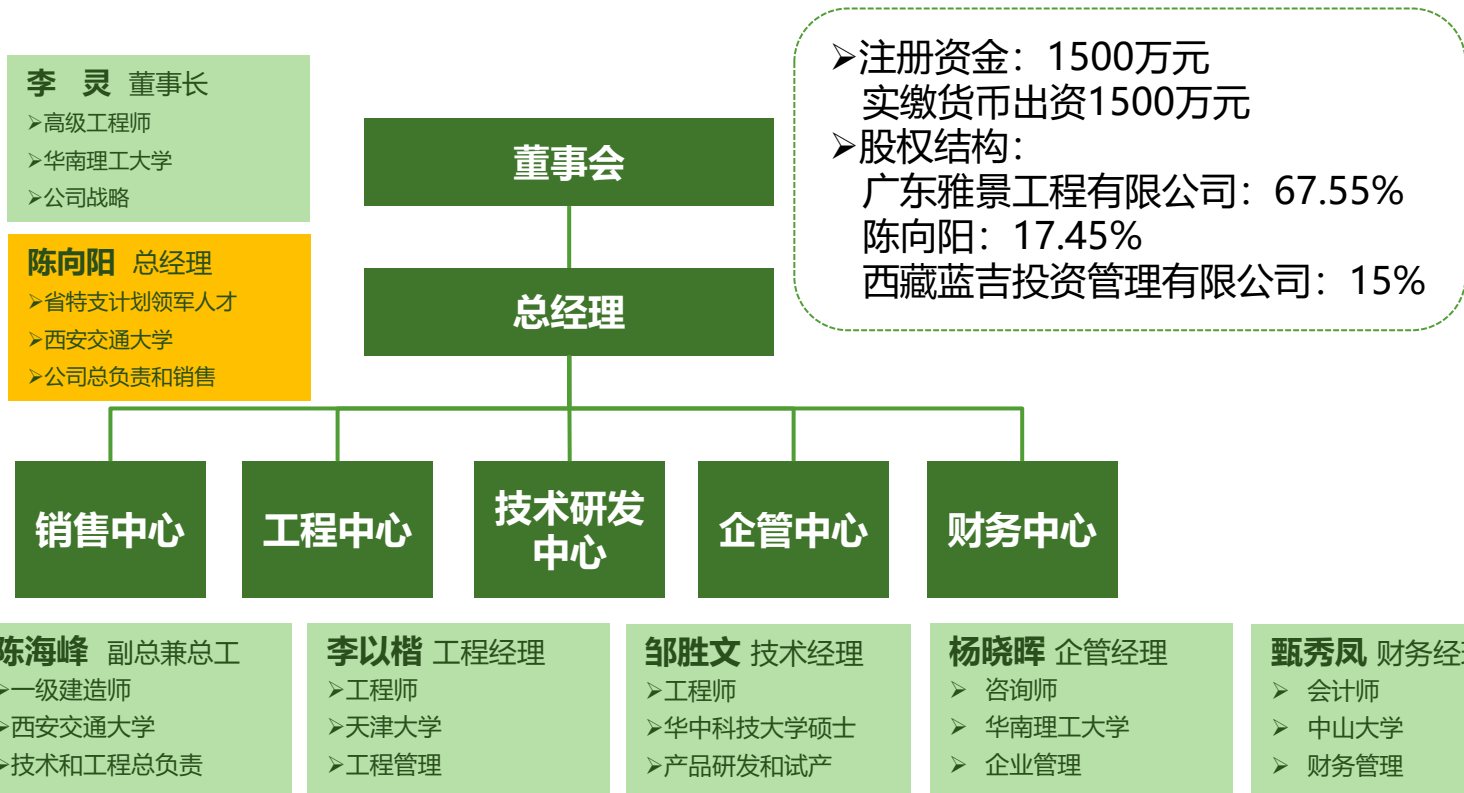 ➢注册资金：1500万元
实缴货币出资1500万元
➢股权结构：
广东雅景工程有限公司：67.55%
陈向阳：17.45%
西藏蓝吉投资管理有限公司：15%
李 灵 董事长
➢高级工程师
➢华南理工大学
➢公司战略
陈向阳 总经理
➢省特支计划领军人才
➢西安交通大学
➢公司总负责和销售
董事会
总经理
销售中心
工程中心
技术研发
中心
企管中心
财务中心
陈海峰 副总兼总工
➢一级建造师
➢西安交通大学
➢技术和工程总负责
李以楷 工程经理
➢工程师
➢天津大学
➢工程管理
邹胜文 技术经理
➢工程师
➢华中科技大学硕士
➢产品研发和试产
杨晓晖 企管经理
➢ 咨询师
➢ 华南理工大学
➢ 企业管理
甄秀凤 财务经理
➢ 会计师
➢ 中山大学
➢ 财务管理